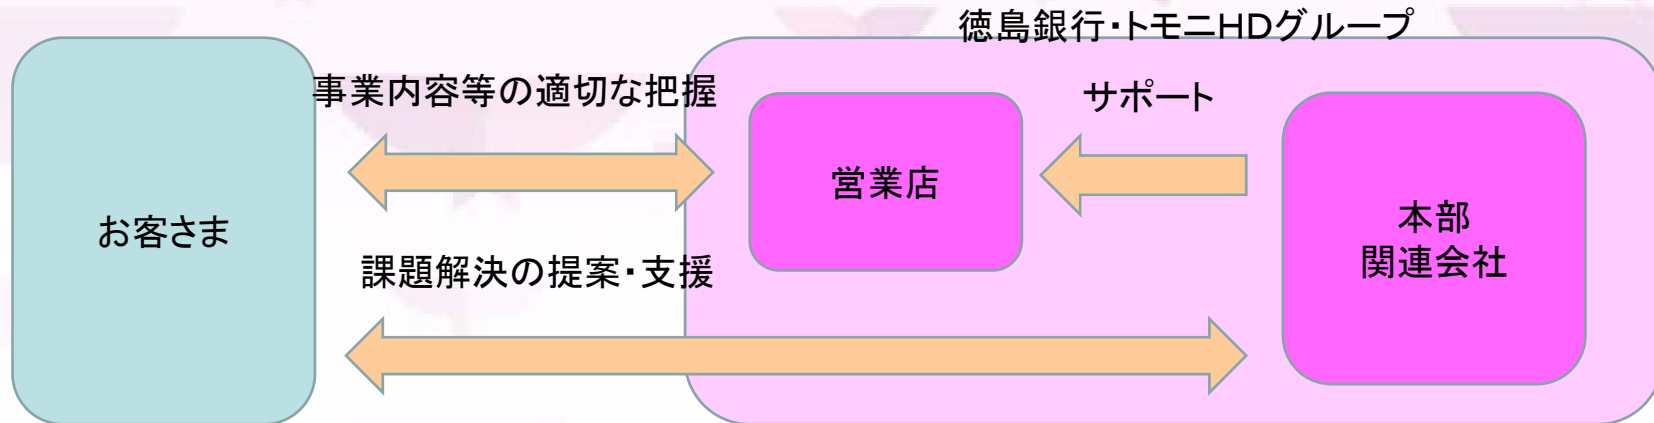 徳島銀行・トモニHDグループ
事業内容等の適切な把握
サポート
営業店
お客さま
本部
関連会社
課題解決の提案・支援